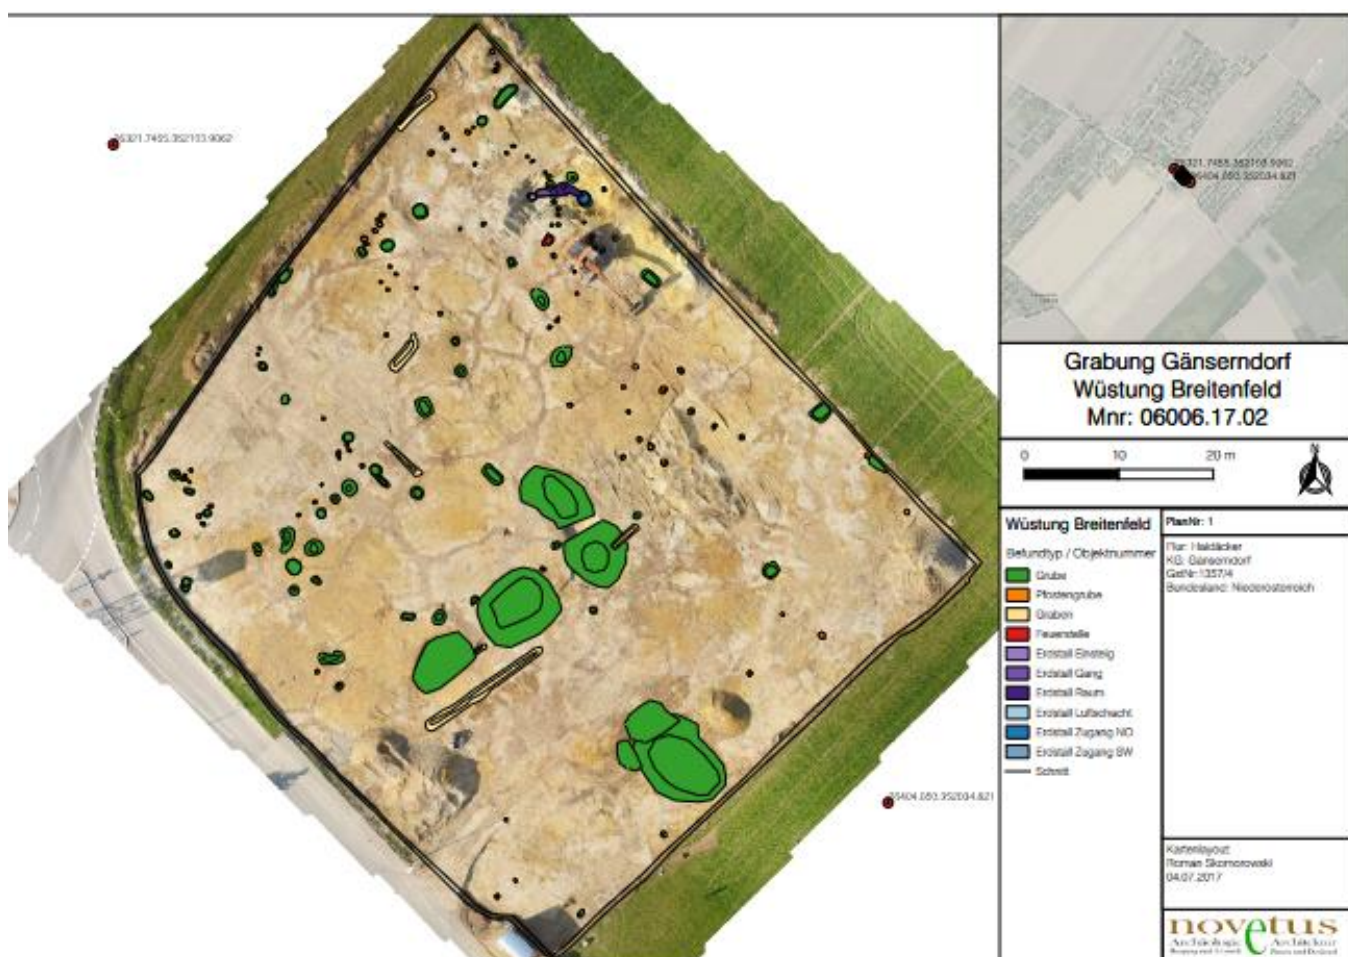 Grabung Gänserndorf
Wüstung Breitenfeld
Mnr: 06006.17.02
0 10 20 m
N
Wüstung Breitenfeld
Befundtyp / Objektnummer
Grube
Pfostengrube
Graben
Feuerstelle
Erdstall Einstieg
Erdstall Gang
Erdstall Raum
Erdstall Luftschacht
Erdstall Zugang NO
Erdstall Zugang SW
Schnitt
PlanNr: 1
Flur: Haidäcker
KG: Gänserndorf
GstNr:1357/4
Bundesland: Niederösterreich
Kartenlayout
Roman Skomorowski
04.07.2017
novetus
Archäologie Architektur